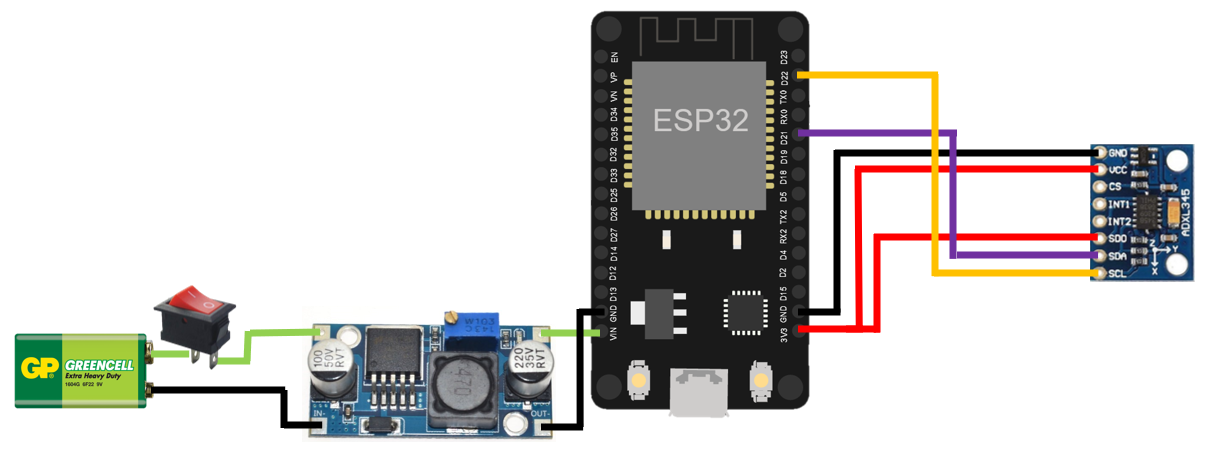 GP
GREENCELL
Extra Heavy Duty
1604G 6F22 9V
100
50V
RVT
IN-
470
220
35V
RVT
OUT-
ESP32
EN
VP
VN
D34
D35
D32
D33
D25
D26
D27
D14
D12
D13
GND
VIN
D23
D22
TX0
RX0
D21
D19
D18
D5
TX2
RX2
D4
D2
D15
GND
3V3
GND
VCC
CS
INT1
INT2
SDO
SDA
SCL
ADXL345
Z
Y
X